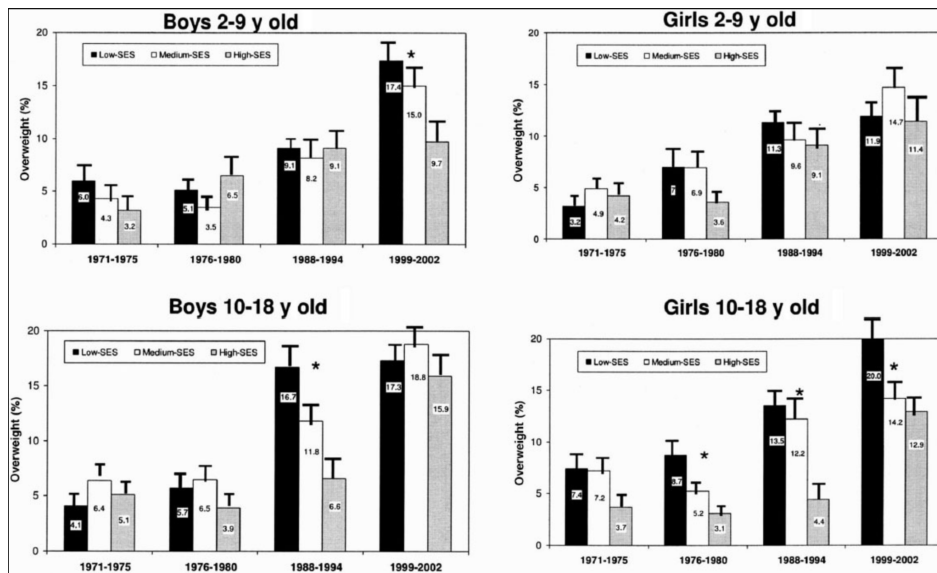 Boys 2-9 y old
20
15
10
5
0
Overweight (%)
Low-SES Medium-SES High-SES
6.0 4.3 3.2
5.1 3.5 6.5
9.1 8.2 9.1
17.4 * 15.0 9.7
1971-1975 1976-1980 1988-1994 1999-2002
Girls 2-9 y old
20
15
10
5
0
Overweight (%)
Low-SES Medium-SES High-SES
3.2 4.9 4.2
7 6.9 3.6
11.3 9.6 9.1
11.9 14.7 11.4
1971-1975 1976-1980 1988-1994 1999-2002
Boys 10-18 y old
20
15
10
5
0
Overweight (%)
Low-SES Medium-SES High-SES
4.1 6.4 5.1
5.7 6.5 3.9
16.7 * 11.8 6.6
17.3 18.8 15.9
1971-1975 1976-1980 1988-1994 1999-2002
Girls 10-18 y old
20
15
10
5
0
Overweight (%)
Low-SES Medium-SES High-SES
7.4 7.2 3.7
8.7 * 5.2 3.1
13.5 * 12.2 4.4
20.0 * 14.2 12.9
1971-1975 1976-1980 1988-1994 1999-2002